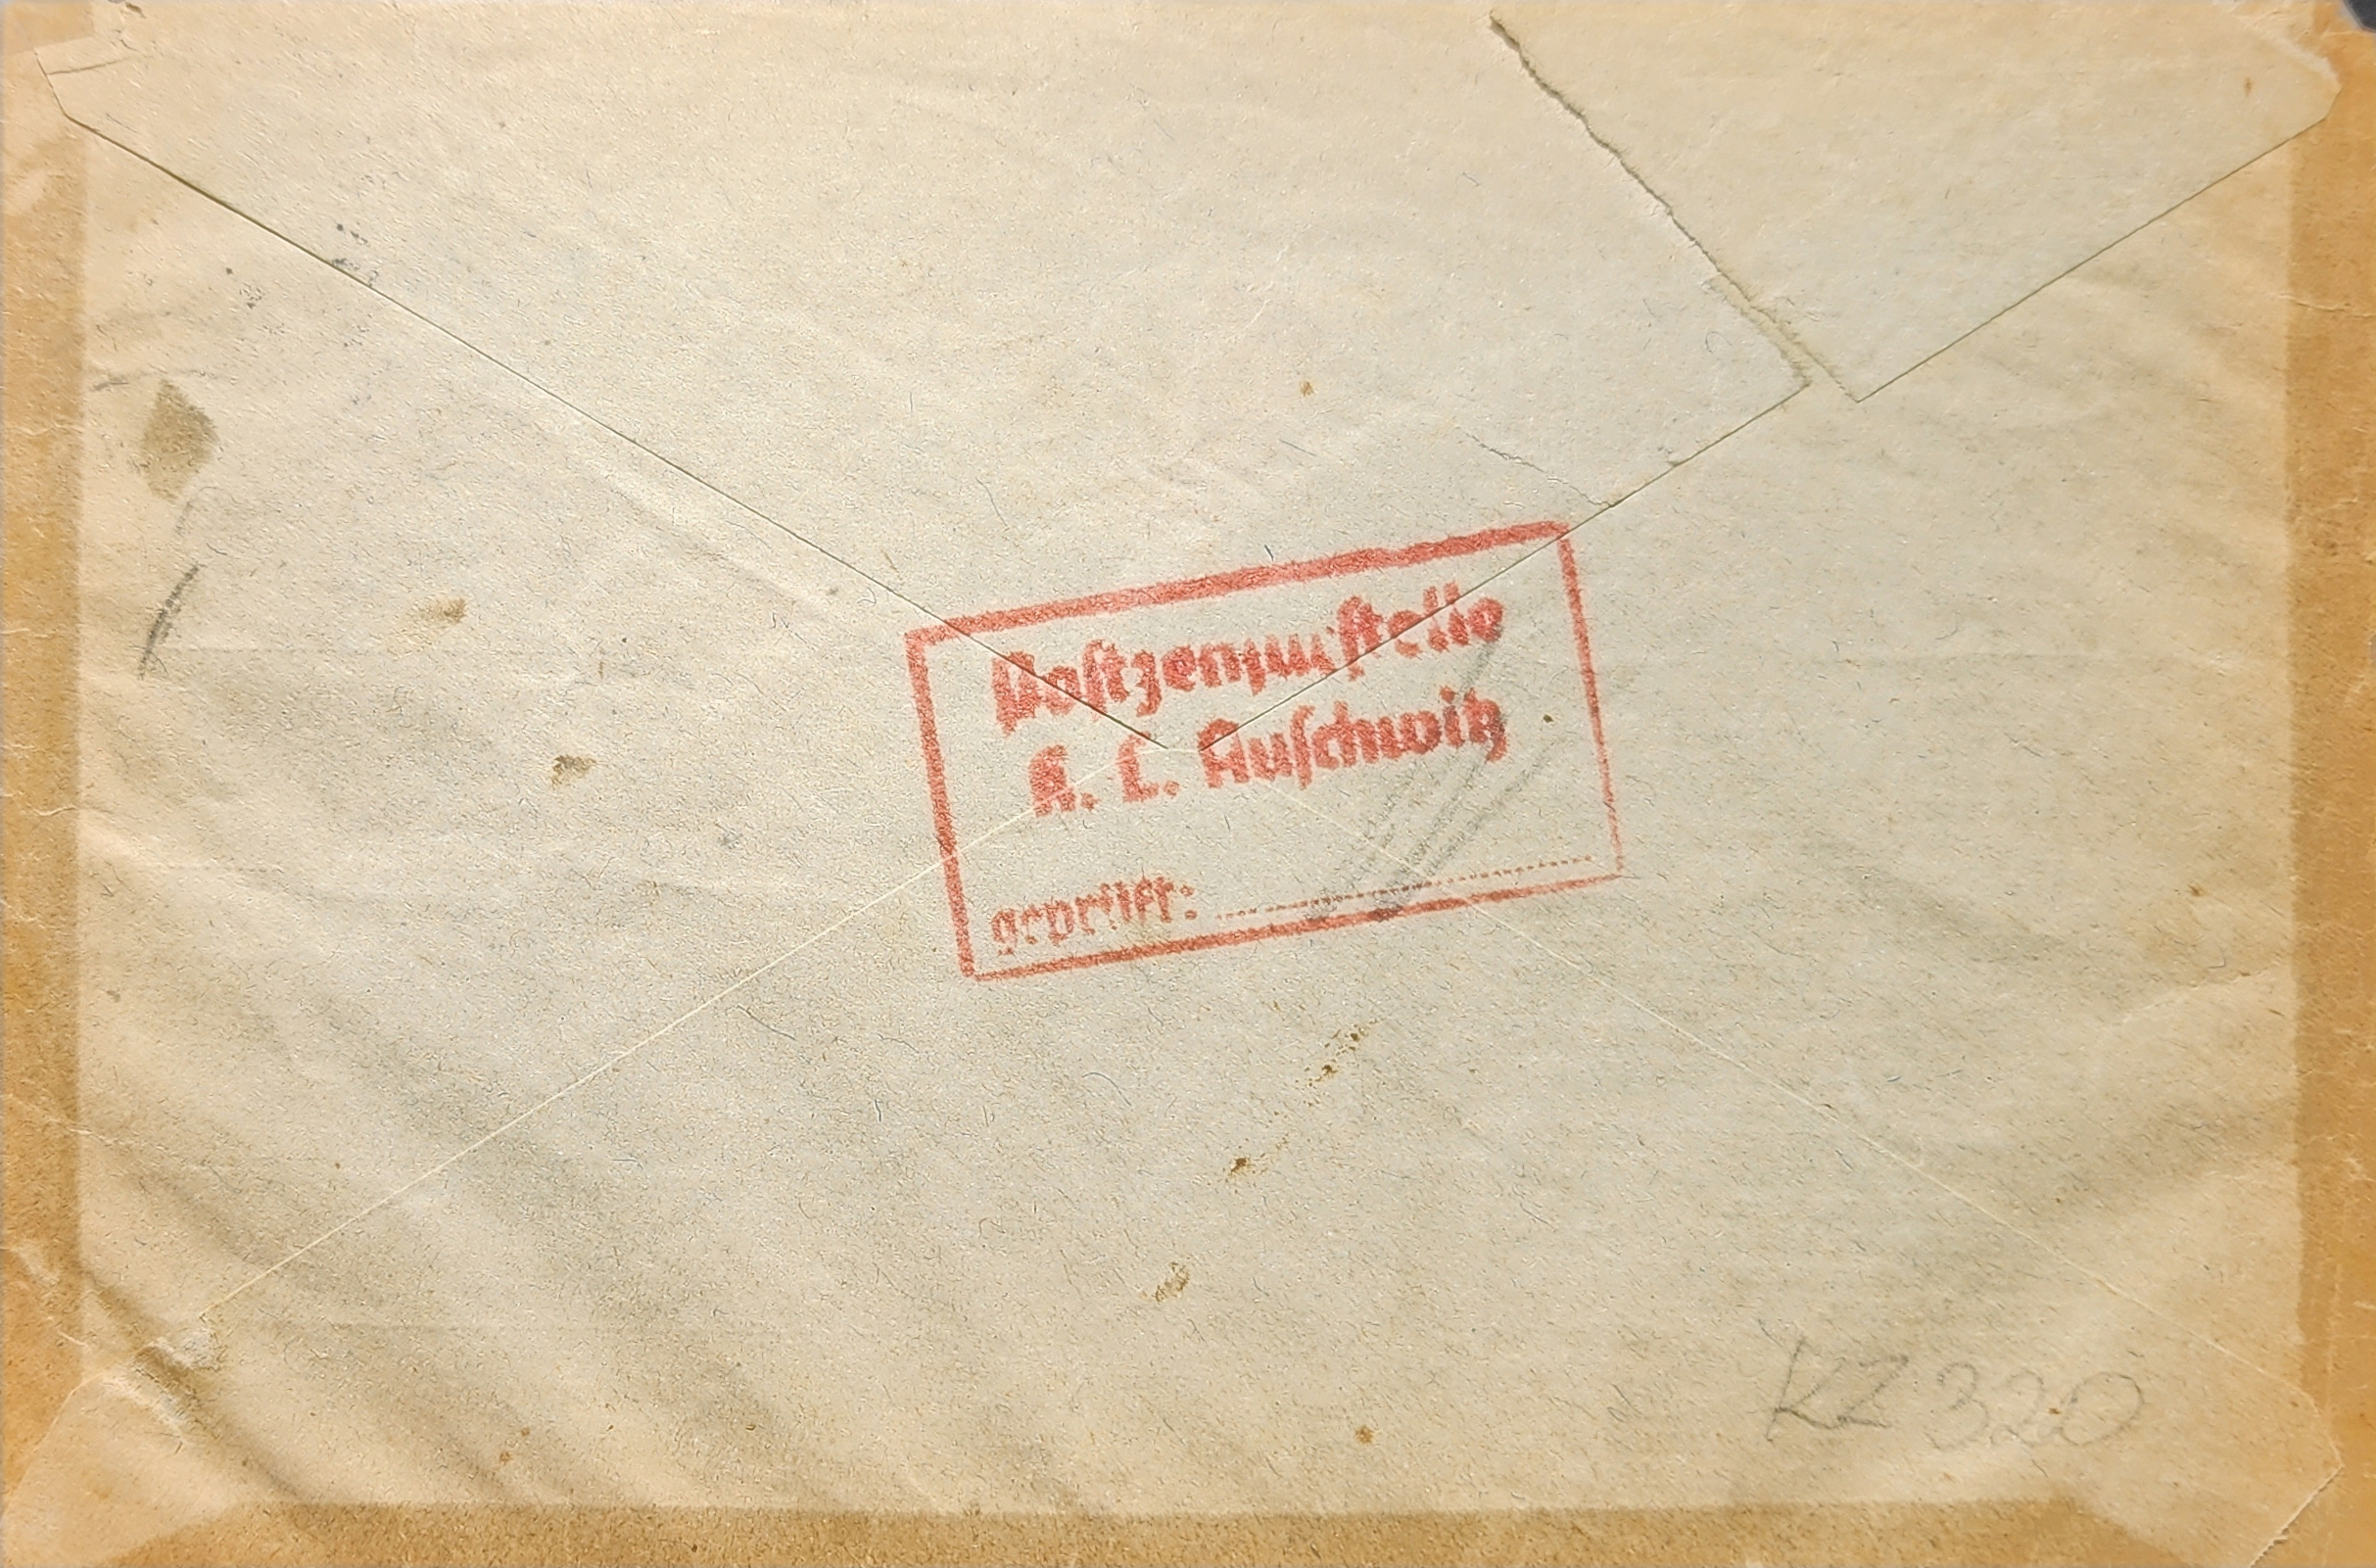 Postzensurstelle
K. L. Auschwitz
geprüft: ....................
KZ 320